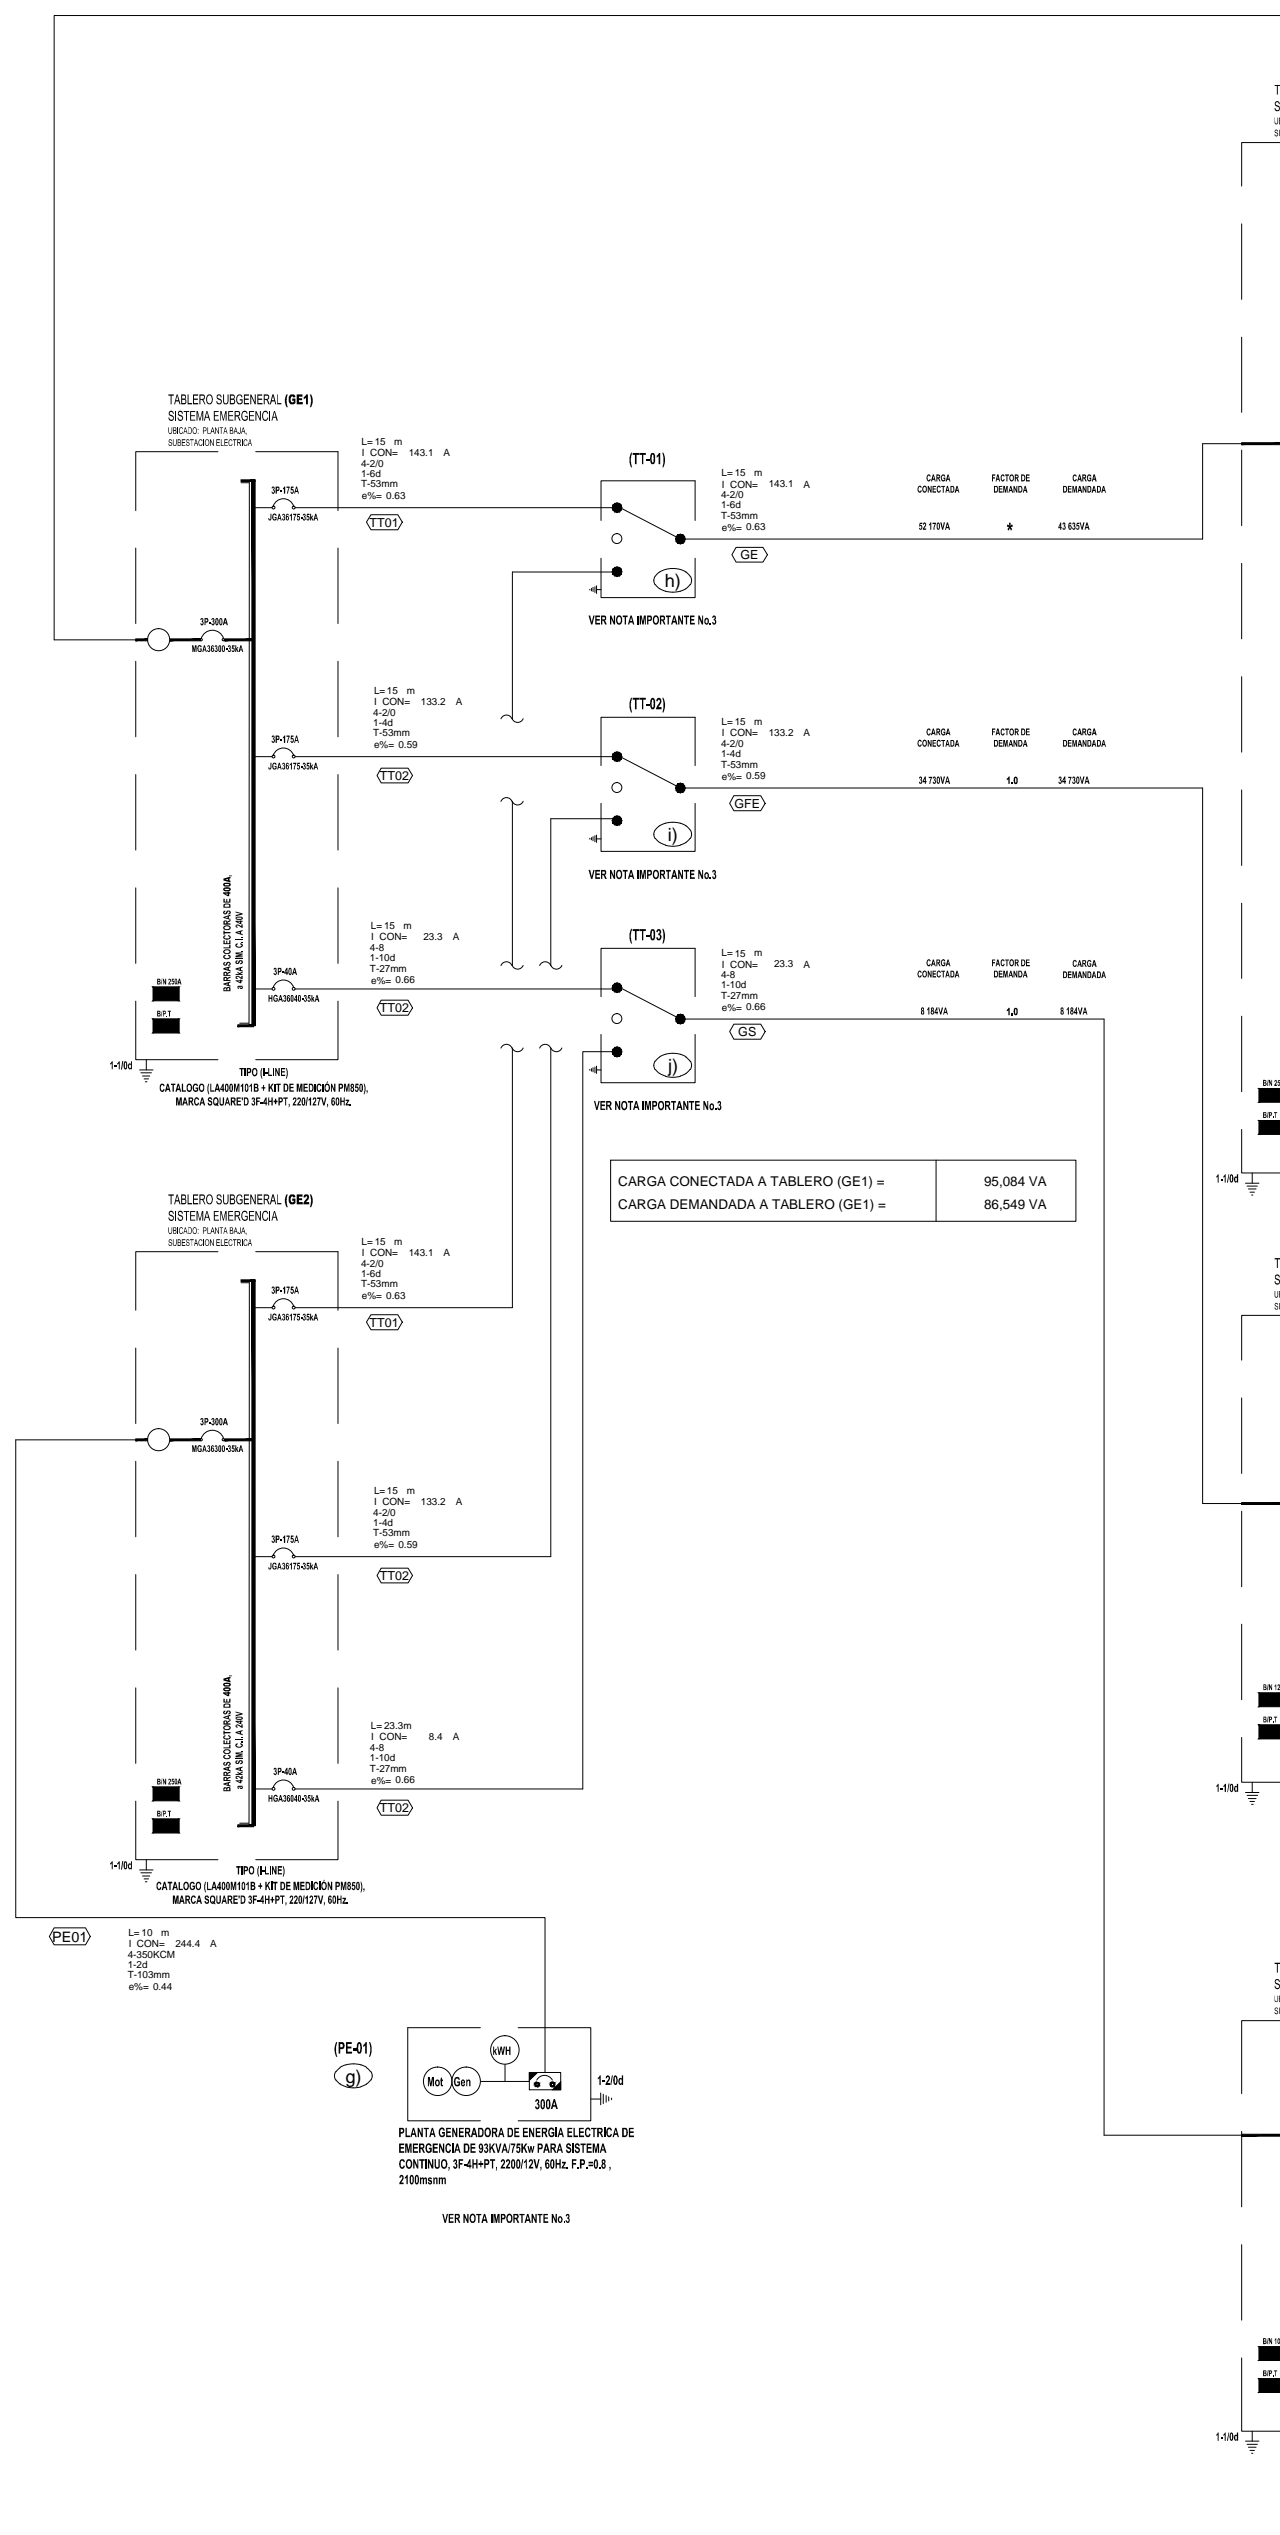 TABLERO SUBGENERAL (GE1)
SISTEMA EMERGENCIA
UBICADO: PLANTA BAJA,
SUBESTACION ELECTRICA
3P-175A
JGA36175-35kA
L= 15 m
I CON= 143.1 A
4-2/0
1-6d
T-53mm
e%= 0.63
TT01
3P-300A
MGA36300-35kA
L= 15 m
I CON= 133.2 A
4-2/0
1-4d
T-53mm
e%= 0.59
3P-175A
JGA36175-35kA
TT02
BARRAS COLECTORAS DE 400A,
a 42kA SIM. C.I.A 240V
L= 15 m
I CON= 23.3 A
4-8
1-10d
T-27mm
e%= 0.66
3P-40A
HGA36040-35kA
TT02
B/N 250A
B/P.T
1-1/0d
TIPO (I-LINE)
CATALOGO (LA400M101B + KIT DE MEDICIÓN PM850),
MARCA SQUARE'D 3F-4H+PT, 220/127V, 60Hz.
(TT-01)
h)
VER NOTA IMPORTANTE No.3
L= 15 m
I CON= 143.1 A
4-2/0
1-6d
T-53mm
e%= 0.63
GE
CARGA CONECTADA
FACTOR DE DEMANDA
CARGA DEMANDADA
52 170VA
*
43 635VA
(TT-02)
i)
VER NOTA IMPORTANTE No.3
L= 15 m
I CON= 133.2 A
4-2/0
1-4d
T-53mm
e%= 0.59
GFE
CARGA CONECTADA
FACTOR DE DEMANDA
CARGA DEMANDADA
34 730VA
1.0
34 730VA
(TT-03)
j)
VER NOTA IMPORTANTE No.3
L= 15 m
I CON= 23.3 A
4-8
1-10d
T-27mm
e%= 0.66
GS
CARGA CONECTADA
FACTOR DE DEMANDA
CARGA DEMANDADA
8 184VA
1.0
8 184VA
CARGA CONECTADA A TABLERO (GE1) = 95,084 VA
CARGA DEMANDADA A TABLERO (GE1) = 86,549 VA
TABLERO SUBGENERAL (GE2)
SISTEMA EMERGENCIA
UBICADO: PLANTA BAJA,
SUBESTACION ELECTRICA
L= 15 m
I CON= 143.1 A
4-2/0
1-6d
T-53mm
e%= 0.63
3P-175A
JGA36175-35kA
TT01
3P-300A
MGA36300-35kA
L= 15 m
I CON= 133.2 A
4-2/0
1-4d
T-53mm
e%= 0.59
3P-175A
JGA36175-35kA
TT02
BARRAS COLECTORAS DE 400A,
a 42kA SIM. C.I.A 240V
L= 23.3m
I CON= 8.4 A
4-8
1-10d
T-27mm
e%= 0.66
3P-40A
HGA36040-35kA
TT02
B/N 250A
B/P.T
1-1/0d
TIPO (I-LINE)
CATALOGO (LA400M101B + KIT DE MEDICIÓN PM850),
MARCA SQUARE'D 3F-4H+PT, 220/127V, 60Hz.
PE01
L= 10 m
I CON= 244.4 A
4-350KCM
1-2d
T-103mm
e%= 0.44
(PE-01)
g)
kWH
Mot
Gen
300A
1-2/0d
PLANTA GENERADORA DE ENERGIA ELECTRICA DE
EMERGENCIA DE 93KVA/75Kw PARA SISTEMA
CONTINUO, 3F-4H+PT, 2200/12V, 60Hz. F.P.=0.8 ,
2100msnm
VER NOTA IMPORTANTE No.3
B/P.T
1-1/0d
B/P.T
1-1/0d
B/P.T
1-1/0d